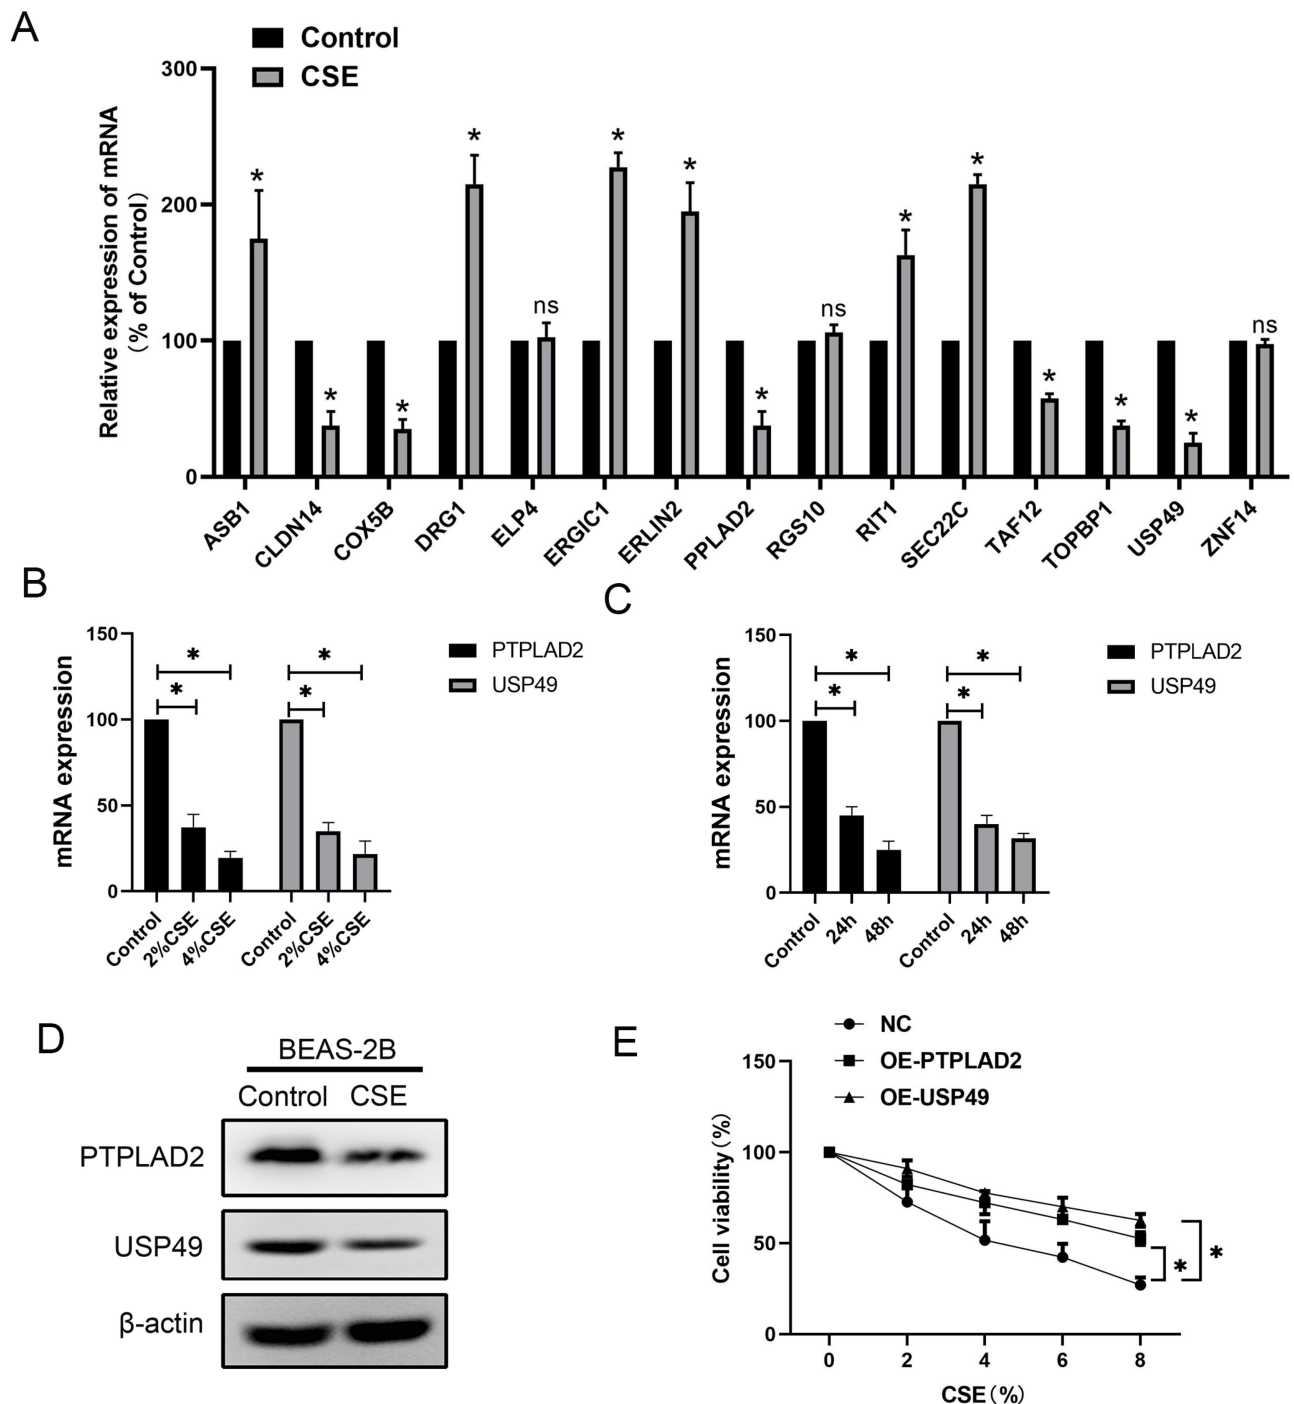 A
Control
CSE
Relative expression of mRNA
(% of Control)
300
200
100
0
* * * * ns * * * ns * * * * * ns
ASB1 CLDN14 COX5B DRG1 ELP4 ERGIC1 ERLIN2 PPLAD2 RGS10 RIT1 SEC22C TAF12 TOPBP1 USP49 ZNF14
B
mRNA expression
150
100
50
0
* *
* *
PTPLAD2
USP49
Control 2%CSE 4%CSE Control 2%CSE 4%CSE
C
mRNA expression
150
100
50
0
* *
* *
PTPLAD2
USP49
Control 24h 48h Control 24h 48h
D
BEAS-2B
Control CSE
PTPLAD2
USP49
β-actin
E
NC
OE-PTPLAD2
OE-USP49
Cell viability(%)
150
100
50
0
* *
0 2 4 6 8
CSE(%)